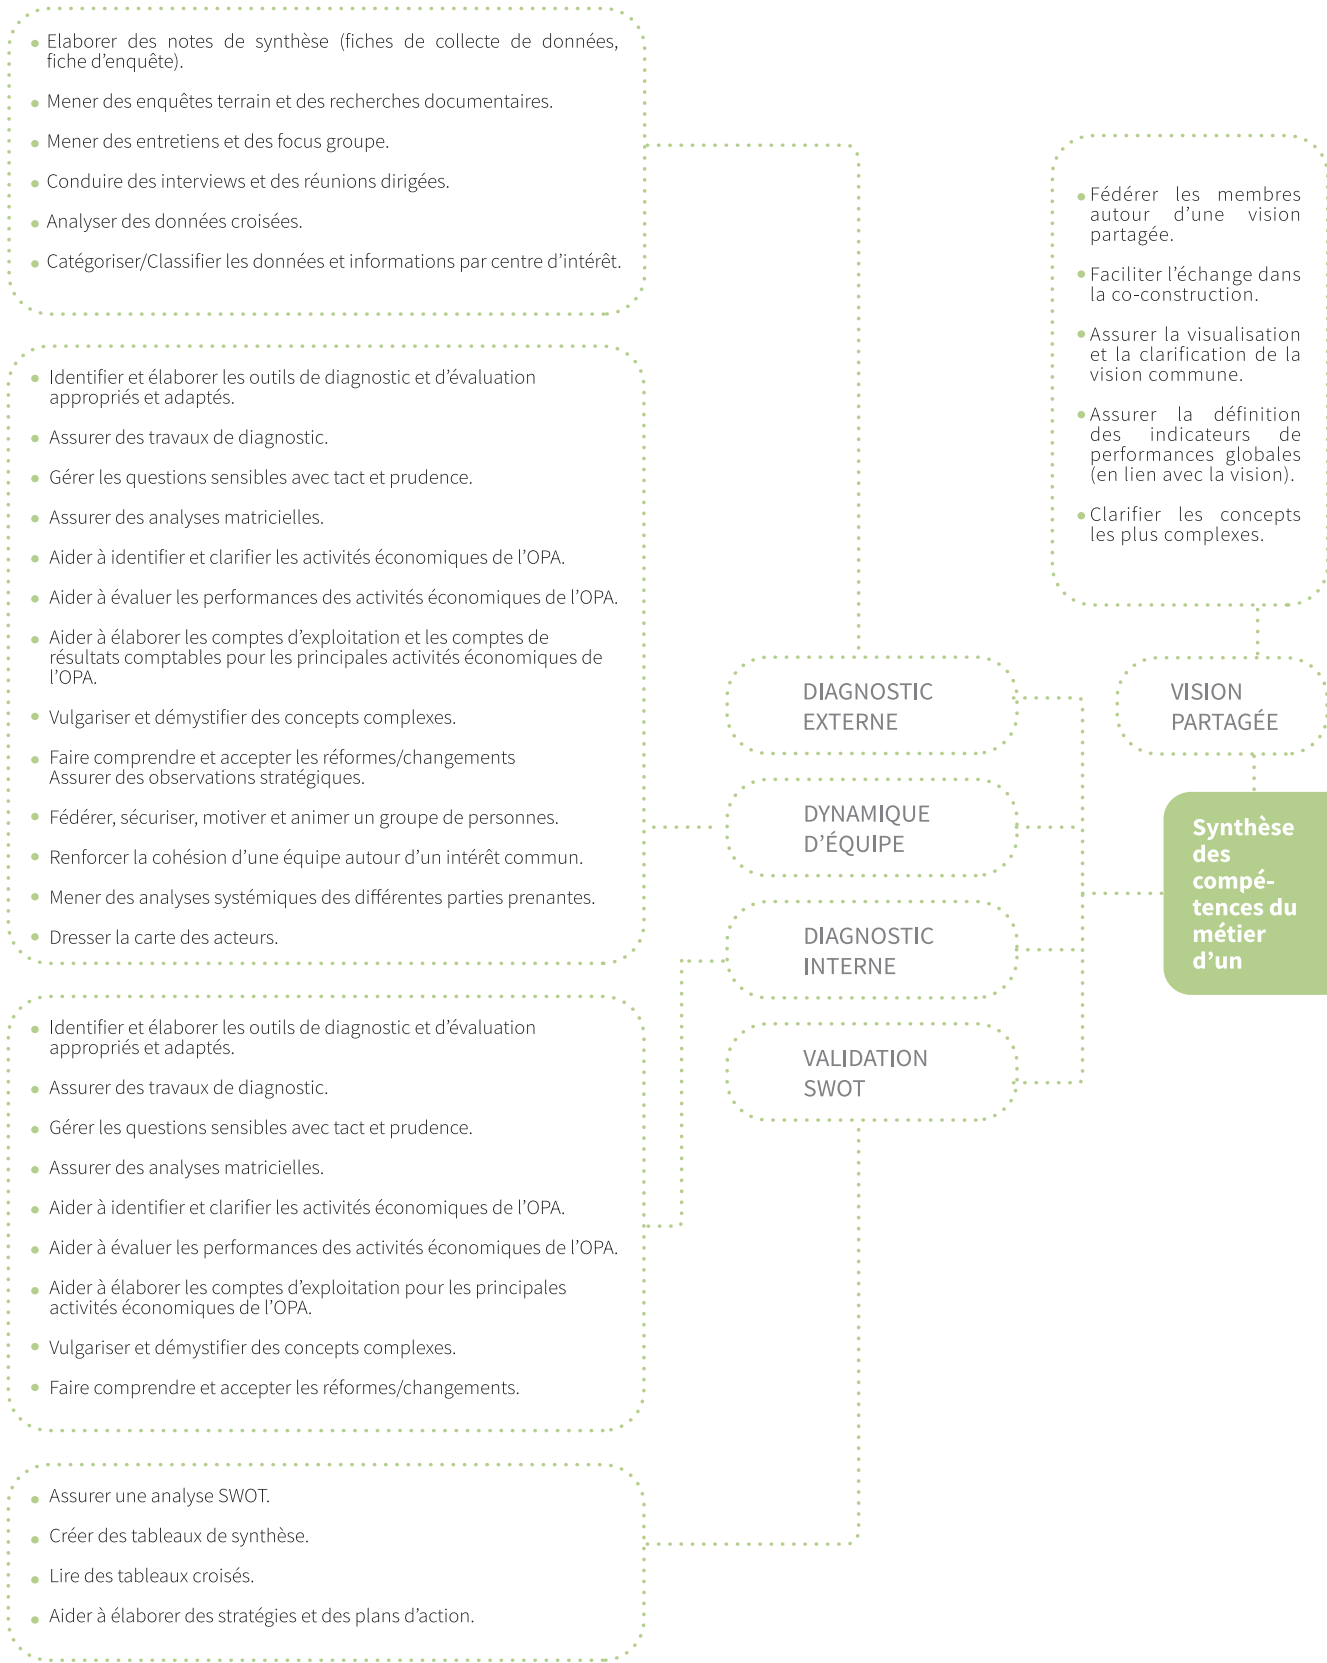 Elaborer des notes de synthèse (fiches de collecte de données,
fiche d’enquête).
Mener des enquêtes terrain et des recherches documentaires.
Mener des entretiens et des focus groupe.
Conduire des interviews et des réunions dirigées.
Analyser des données croisées.
Catégoriser/Classifier les données et informations par centre d’intérêt.
Identifier et élaborer les outils de diagnostic et d’évaluation
appropriés et adaptés.
Assurer des travaux de diagnostic.
Gérer les questions sensibles avec tact et prudence.
Assurer des analyses matricielles.
Aider à identifier et clarifier les activités économiques de l’OPA.
Aider à évaluer les performances des activités économiques de l’OPA.
Aider à élaborer les comptes d’exploitation et les comptes de
résultats comptables pour les principales activités économiques de
l’OPA.
Vulgariser et démystifier des concepts complexes.
Faire comprendre et accepter les réformes/changements
Assurer des observations stratégiques.
Fédérer, sécuriser, motiver et animer un groupe de personnes.
Renforcer la cohésion d’une équipe autour d’un intérêt commun.
Mener des analyses systémiques des différentes parties prenantes.
Dresser la carte des acteurs.
Identifier et élaborer les outils de diagnostic et d’évaluation
appropriés et adaptés.
Assurer des travaux de diagnostic.
Gérer les questions sensibles avec tact et prudence.
Assurer des analyses matricielles.
Aider à identifier et clarifier les activités économiques de l’OPA.
Aider à évaluer les performances des activités économiques de l’OPA.
Aider à élaborer les comptes d’exploitation pour les principales
activités économiques de l’OPA.
Vulgariser et démystifier des concepts complexes.
Faire comprendre et accepter les réformes/changements.
Assurer une analyse SWOT.
Créer des tableaux de synthèse.
Lire des tableaux croisés.
Aider à élaborer des stratégies et des plans d’action.
DIAGNOSTIC
EXTERNE
DYNAMIQUE
D’ÉQUIPE
DIAGNOSTIC
INTERNE
VALIDATION
SWOT
Fédérer les membres
autour d’une vision
partagée.
Faciliter l’échange dans
la co-construction.
Assurer la visualisation
et la clarification de la
vision commune.
Assurer la définition
des indicateurs de
performances globales
(en lien avec la vision).
Clarifier les concepts
les plus complexes.
VISION
PARTAGÉE
Synthèse
des
compé-
tences du
métier
d’un